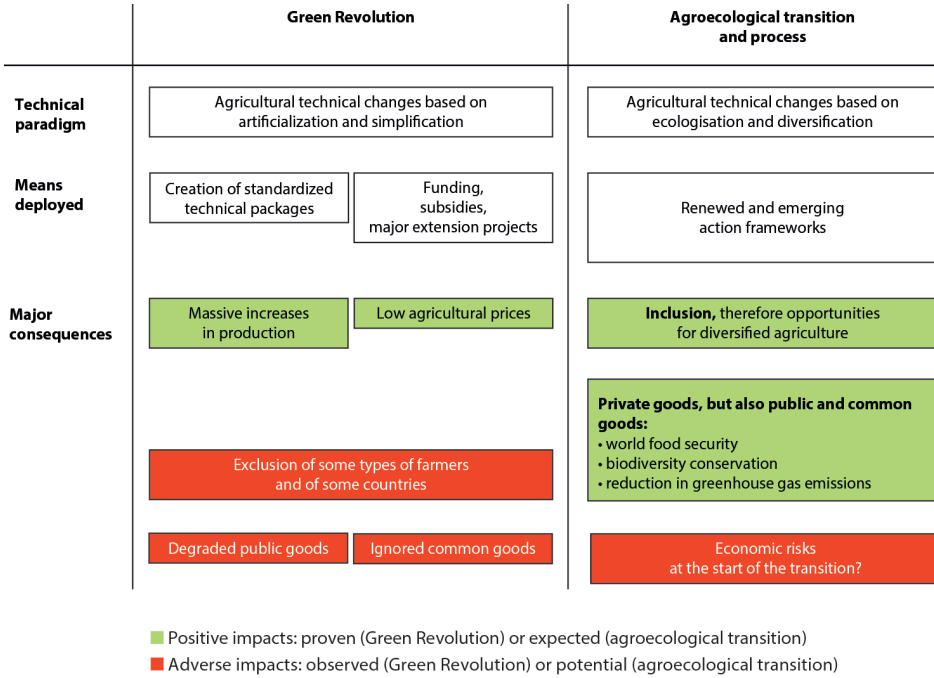 Green Revolution
Agroecological transition
and process
Technical
paradigm
Agricultural technical changes based on
artificialization and simplification
Agricultural technical changes based on
ecologisation and diversification
Means
deployed
Creation of standardized
technical packages
Funding,
subsidies,
major extension projects
Renewed and emerging
action frameworks
Major
consequences
Massive increases
in production
Low agricultural prices
Inclusion, therefore opportunities
for diversified agriculture
Private goods, but also public and common
goods:
• world food security
• biodiversity conservation
• reduction in greenhouse gas emissions
Exclusion of some types of farmers
and of some countries
Degraded public goods
Ignored common goods
Economic risks
at the start of the transition?
Positive impacts: proven (Green Revolution) or expected (agroecological transition)
Adverse impacts: observed (Green Revolution) or potential (agroecological transition)